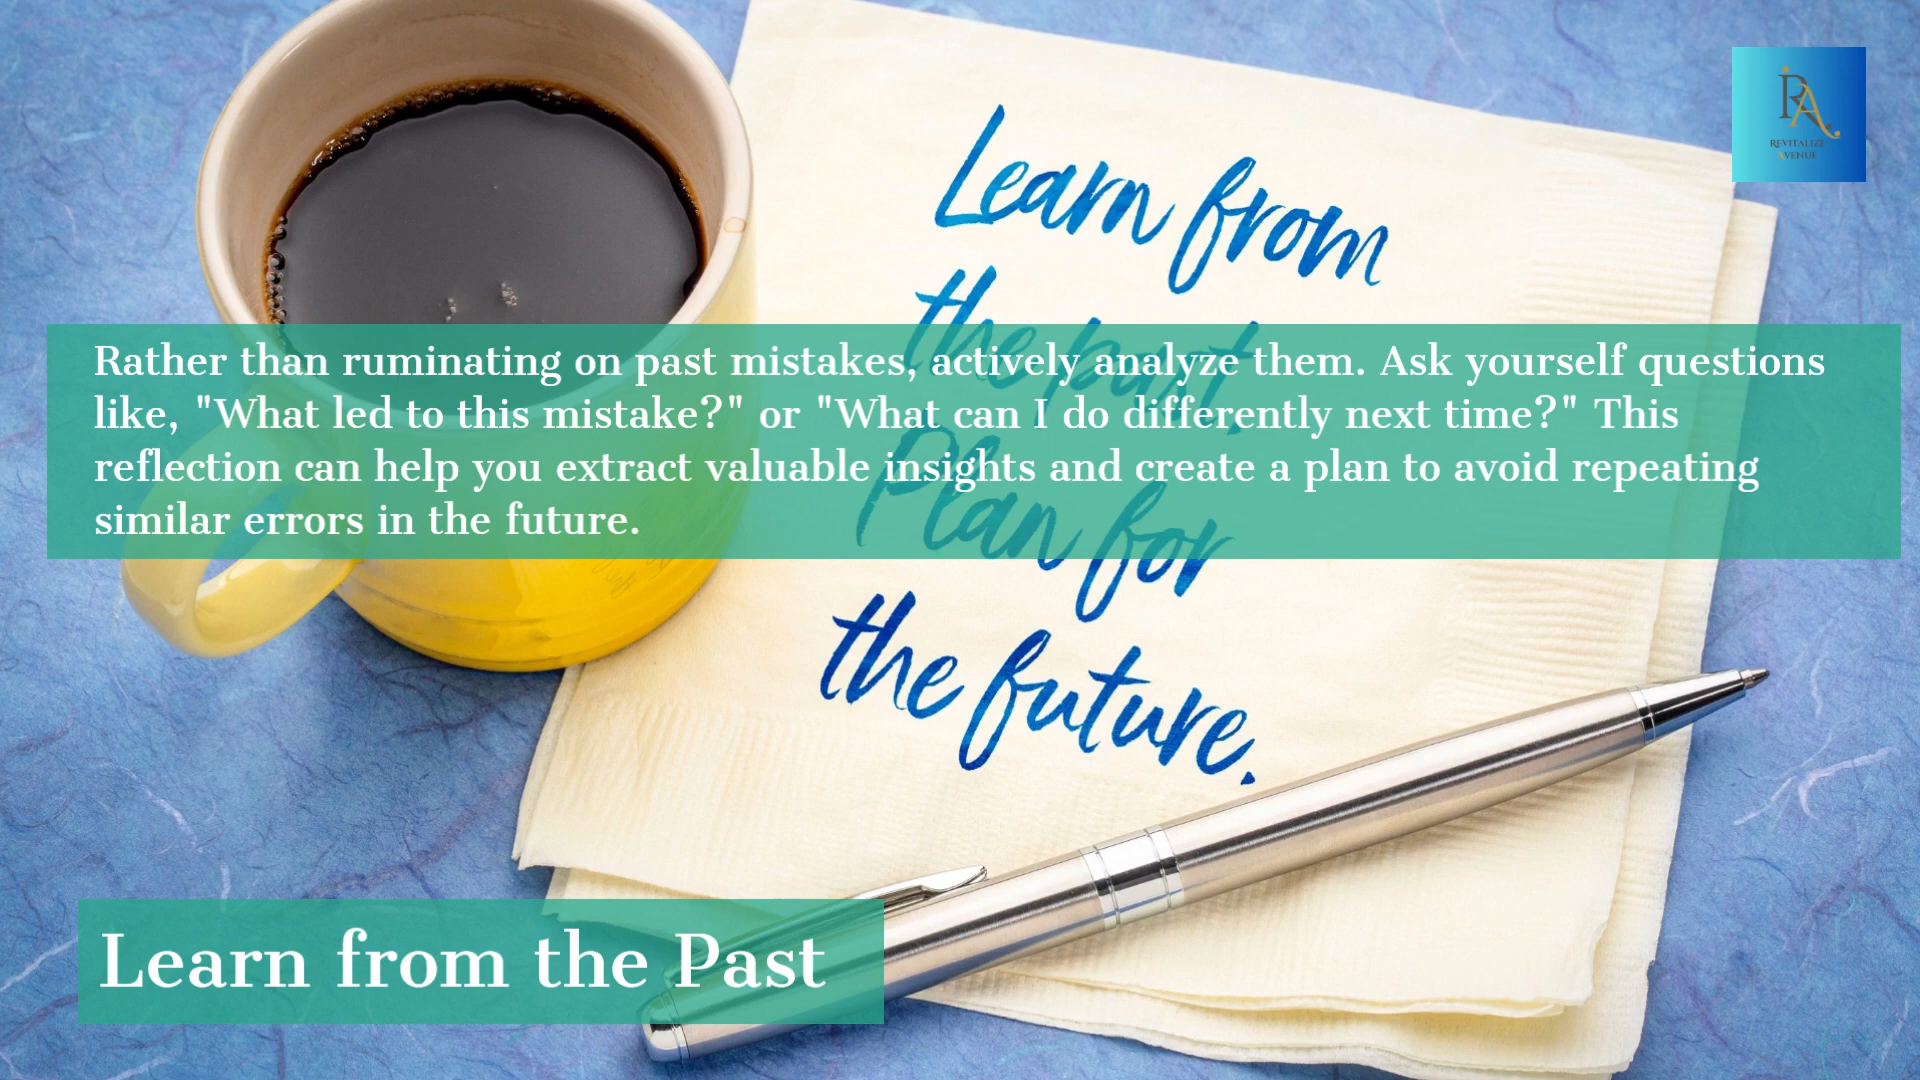 REVITALIZE
AVENUE
Learn from
the past.
Rather than ruminating on past mistakes, actively analyze them. Ask yourself questions
like, "What led to this mistake?" or "What can I do differently next time?" This
reflection can help you extract valuable insights and create a plan to avoid repeating
similar errors in the future.
Plan for
the future.
Learn from the Past